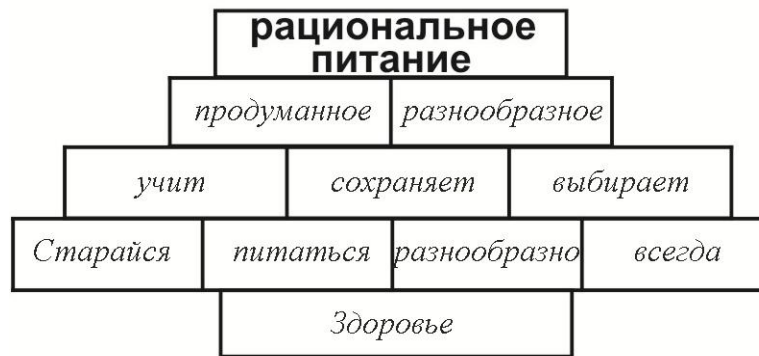 рациональное
питание
продуманное разнообразное
учит сохраняет выбирает
Старайся питаться разнообразно всегда
Здоровье